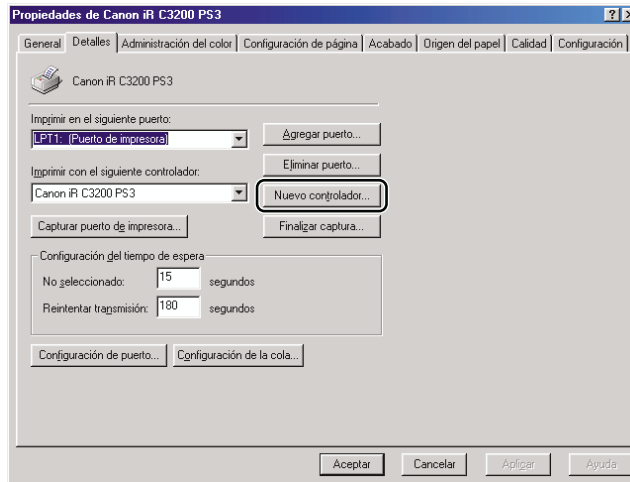 Propiedades de Canon iR C3200 PS3
General Detalles Administración del color Configuración de página Acabado Origen del papel Calidad Configuración
Canon iR C3200 PS3
Imprimir en el siguiente puerto:
LPT1: (Puerto de impresora)
Agregar puerto...
Eliminar puerto...
Imprimir con el siguiente controlador:
Canon iR C3200 PS3
Nuevo controlador...
Capturar puerto de impresora...
Finalizar captura...
Configuración del tiempo de espera
No seleccionado: 15 segundos
Reintentar transmisión: 180 segundos
Configuración de puerto... Configuración de la cola...
Aceptar Cancelar Aplicar Ayuda